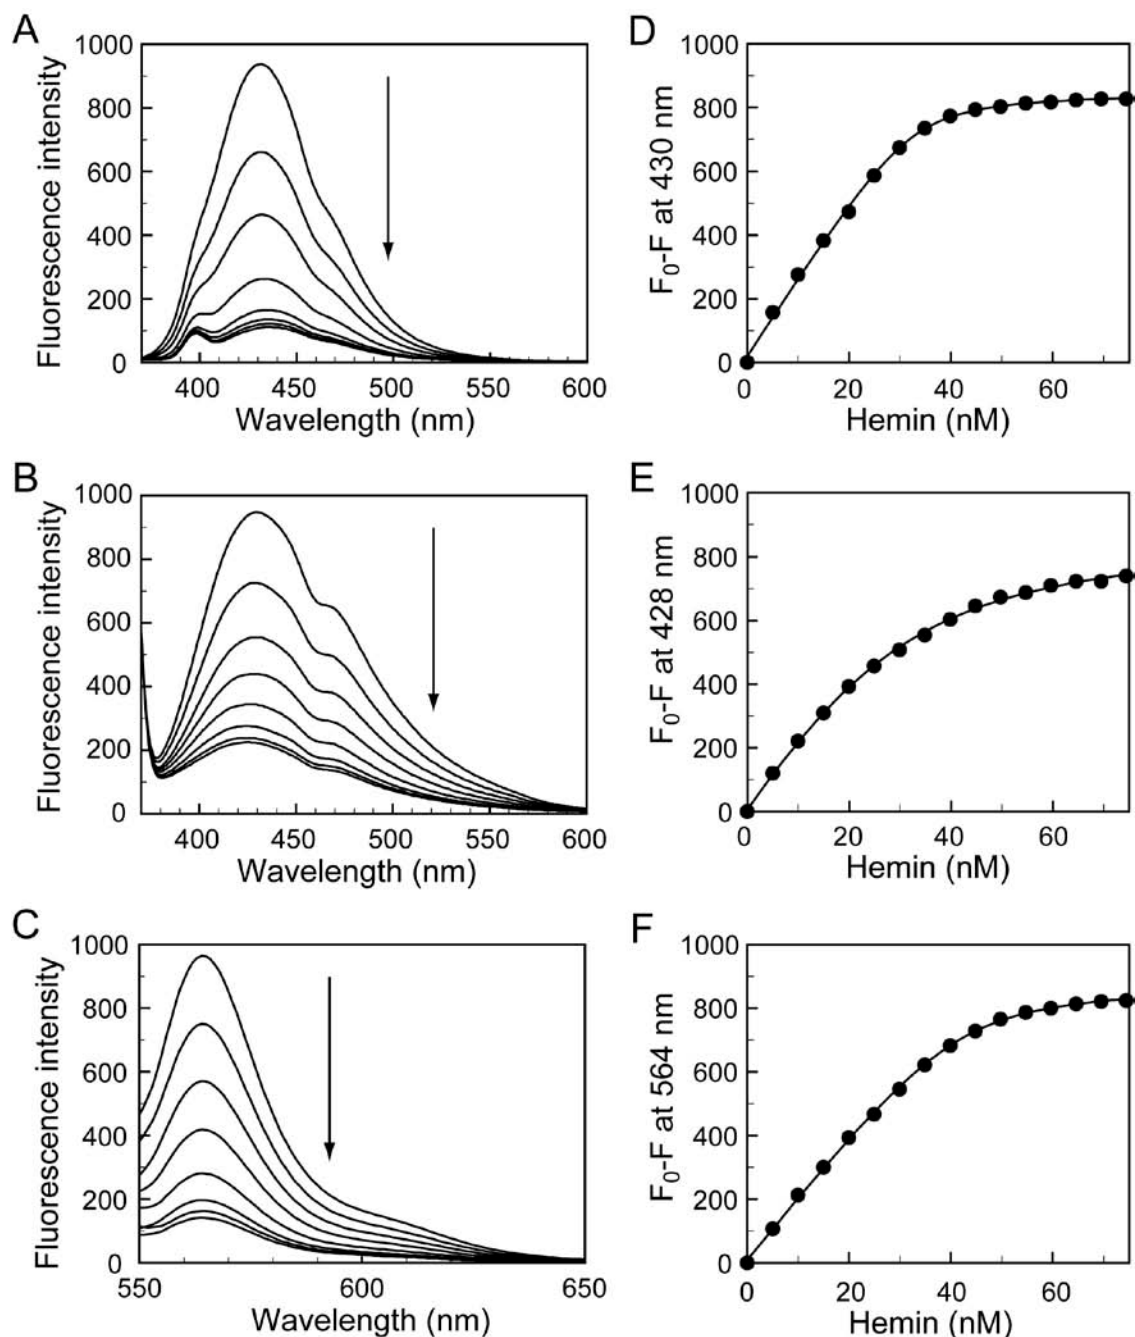 A
1000
800
600
400
200
0
400 450 500 550 600
Wavelength (nm)
Fluorescence intensity
D
1000
800
600
400
200
0
0 20 40 60
Hemin (nM)
F₀-F at 430 nm
B
1000
800
600
400
200
0
400 450 500 550 600
Wavelength (nm)
Fluorescence intensity
E
1000
800
600
400
200
0
0 20 40 60
Hemin (nM)
F₀-F at 428 nm
C
1000
800
600
400
200
0
550 600 650
Wavelength (nm)
Fluorescence intensity
F
1000
800
600
400
200
0
0 20 40 60
Hemin (nM)
F₀-F at 564 nm